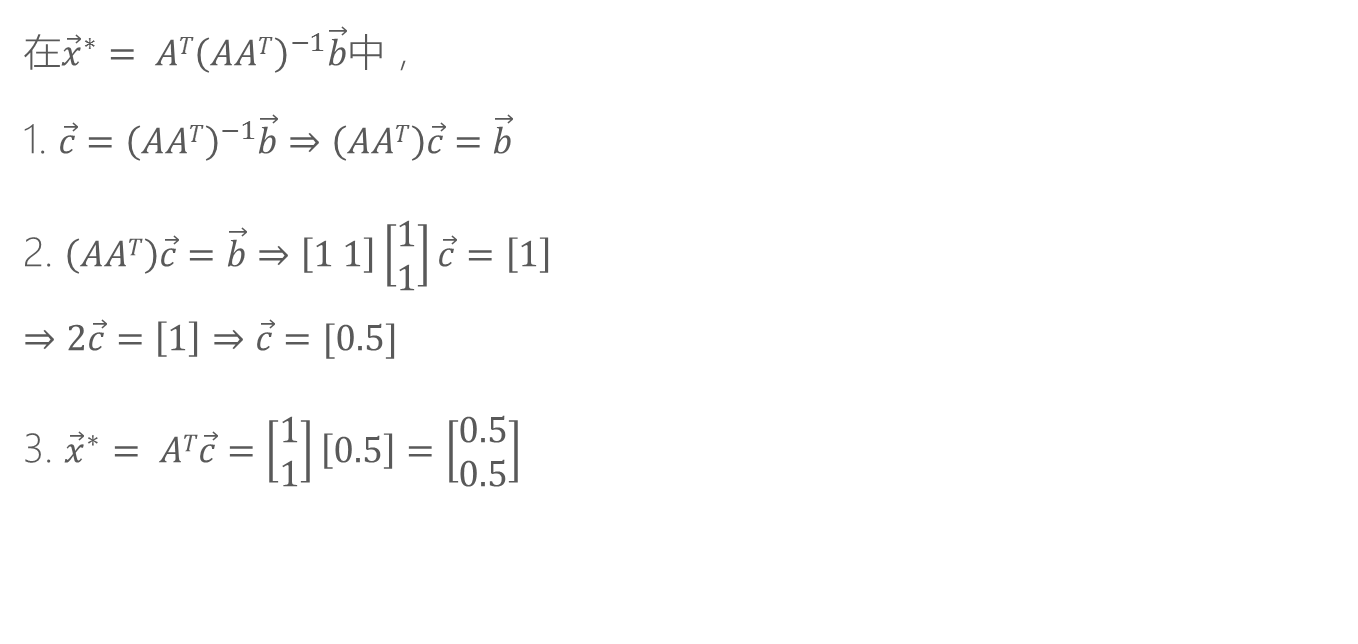 在x⃗* = Aᵀ(AAᵀ)⁻¹b⃗中，
1. c⃗ = (AAᵀ)⁻¹b⃗ ⇒ (AAᵀ)c⃗ = b⃗
2. (AAᵀ)c⃗ = b⃗ ⇒ [1 1] [1; 1] c⃗ = [1]
⇒ 2c⃗ = [1] ⇒ c⃗ = [0.5]
3. x⃗* = Aᵀc⃗ = [1; 1] [0.5] = [0.5; 0.5]